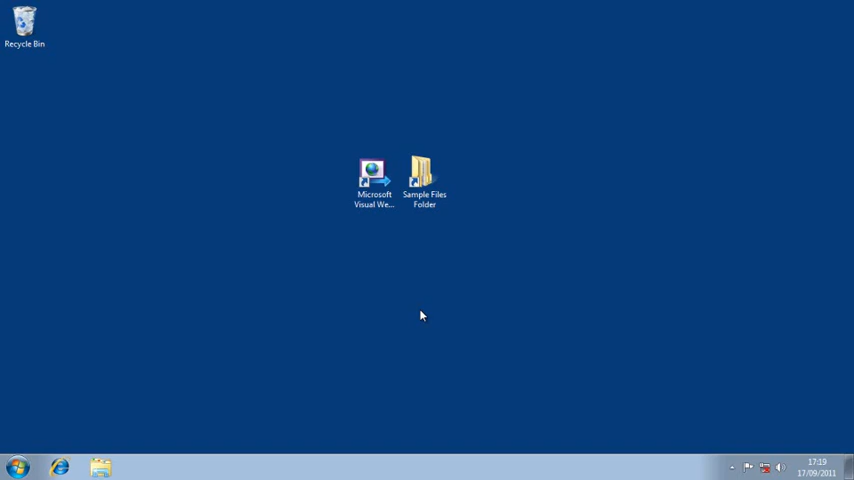 Recycle Bin
Microsoft
Visual We...
Sample Files
Folder
17:19
17/09/2011